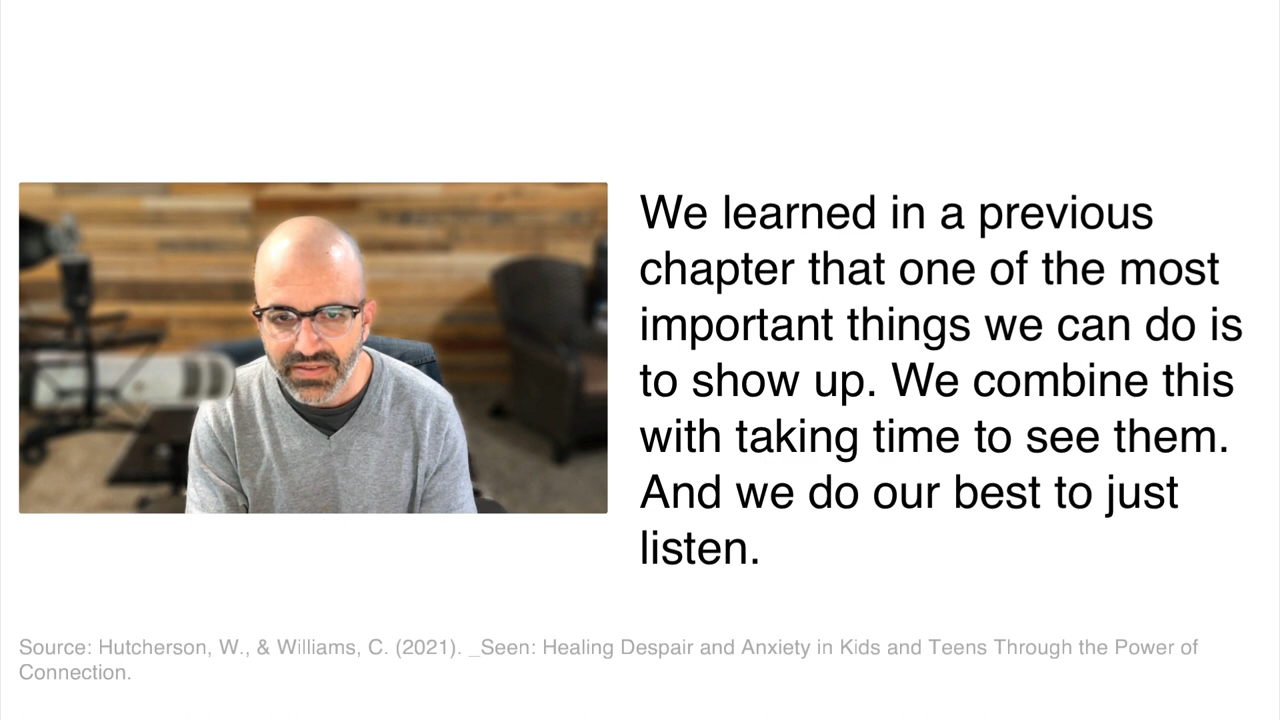 We learned in a previous
chapter that one of the most
important things we can do is
to show up. We combine this
with taking time to see them.
And we do our best to just
listen.
Source: Hutcherson, W., & Williams, C. (2021). _Seen: Healing Despair and Anxiety in Kids and Teens Through the Power of
Connection.